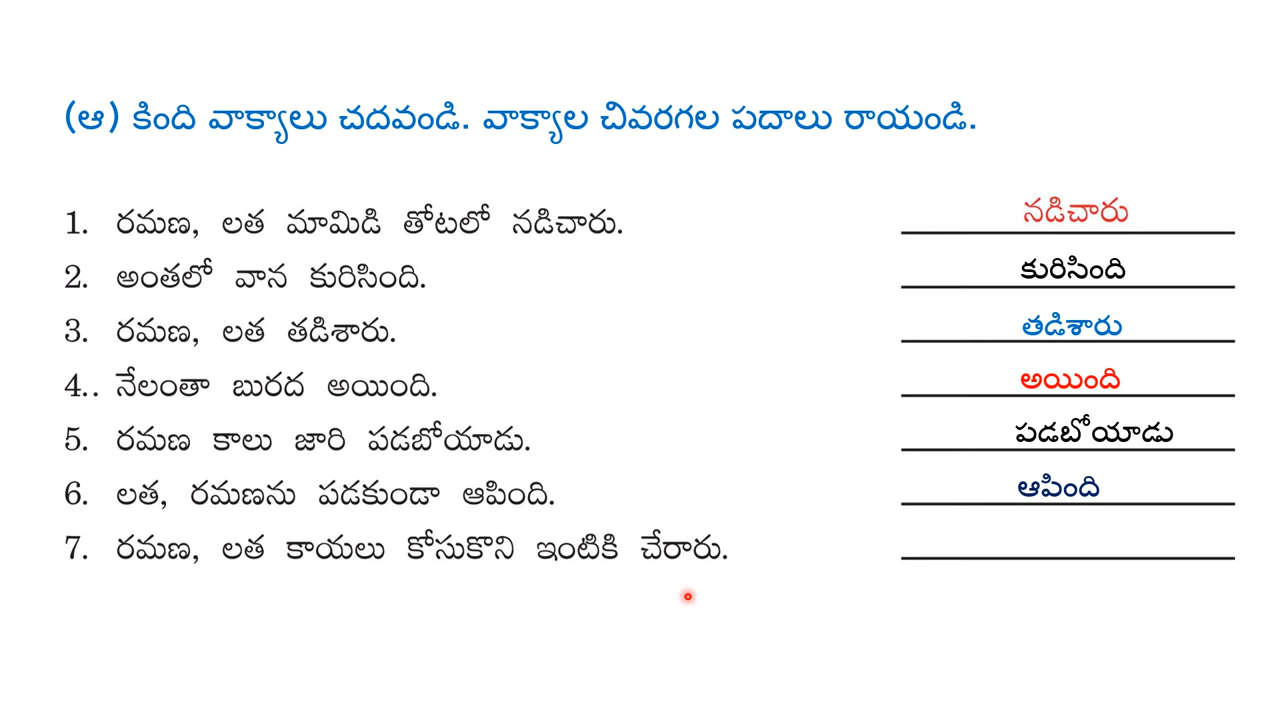 (ఆ) కింది వాక్యాలు చదవండి. వాక్యాల చివరగల పదాలు రాయండి.
1. రమణ, లత మామిడి తోటలో నడిచారు. నడిచారు
2. అంతలో వాన కురిసింది. కురిసింది
3. రమణ, లత తడిశారు. తడిశారు
4.. నేలంతా బురద అయింది. అయింది
5. రమణ కాలు జారి పడబోయాడు. పడబోయాడు
6. లత, రమణను పడకుండా ఆపింది. ఆపింది
7. రమణ, లత కాయలు కోసుకొని ఇంటికి చేరారు.